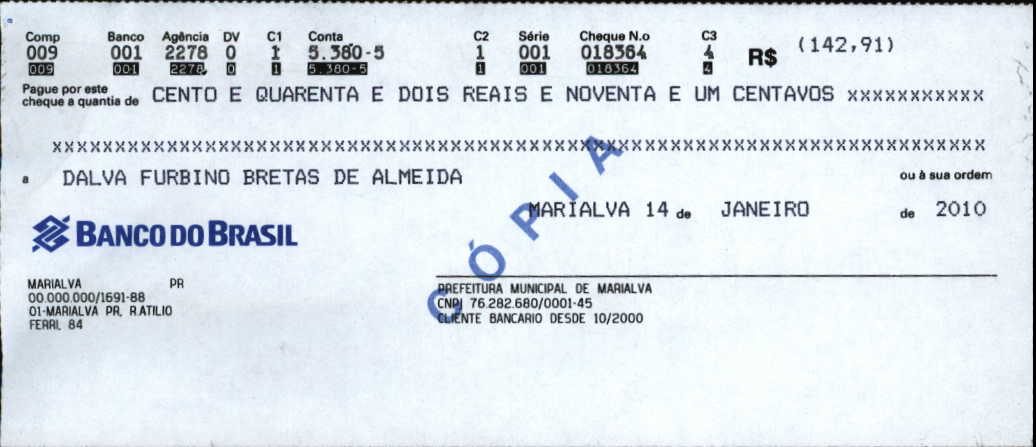 Comp Banco Agência DV C1 Conta C2 Série Cheque N.o C3
009 001 2278 0 1 5.380-5 1 001 018364 4 R$ (142,91)
009 001 2278 0 1 5.380-5 1 001 018364 4
Pague por este
cheque a quantia de CENTO E QUARENTA E DOIS REAIS E NOVENTA E UM CENTAVOS xxxxxxxxxxx
xxxxxxxxxxxxxxxxxxxxxxxxxxxxxxxxxxxxxxxxxxxxxxxxxxxxxxxxxxxxxxxxxxxxxxxxx
a DALVA FURBINO BRETAS DE ALMEIDA ou à sua ordem
MARIALVA 14 de JANEIRO de 2010
BANCO DO BRASIL
CÓPIA
MARIALVA PR
00.000.000/1691-88
01-MARIALVA PR, R.ATILIO
FERRI, 84
PREFEITURA MUNICIPAL DE MARIALVA
CNPJ 76.282.680/0001-45
CLIENTE BANCARIO DESDE 10/2000